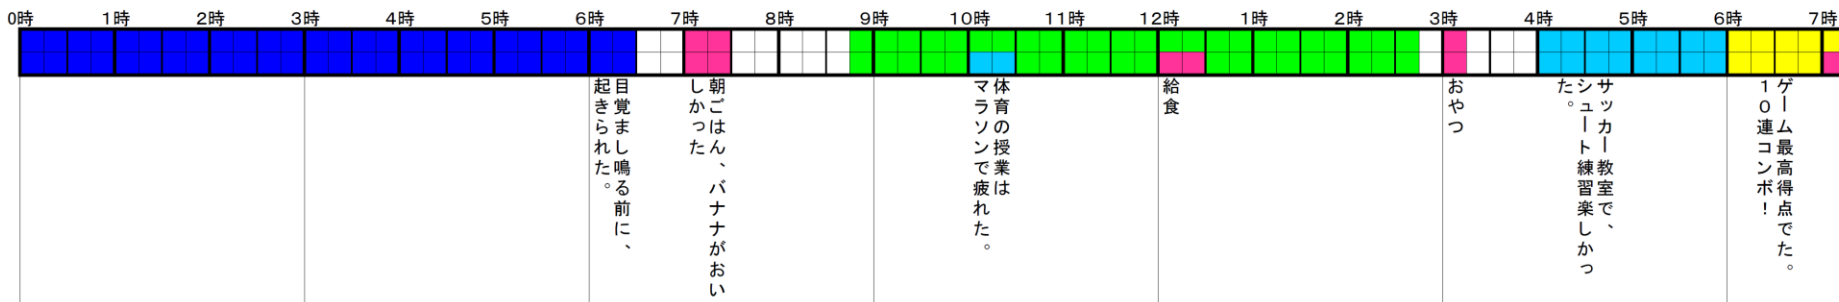 0時 1時 2時 3時 4時 5時 6時 7時 8時 9時 10時 11時 12時 1時 2時 3時 4時 5時 6時 7時
目覚まし鳴る前に、
起きられた。
朝ごはん、バナナがおい
しかった
体育の授業は
マラソンで疲れた。
給食
おやつ
サッカー教室で、
シュート練習楽しかっ
た。
ゲーム最高得点でた。
10連コンボ!